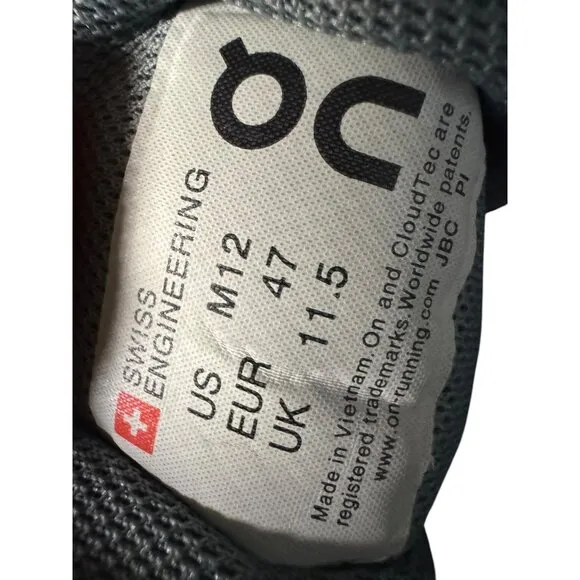 On
SWISS
ENGINEERING
US M12
EUR 47
UK 11.5
Made in Vietnam. On and CloudTec are
registered trademarks. Worldwide patents.
www.on-running.com JBC PI